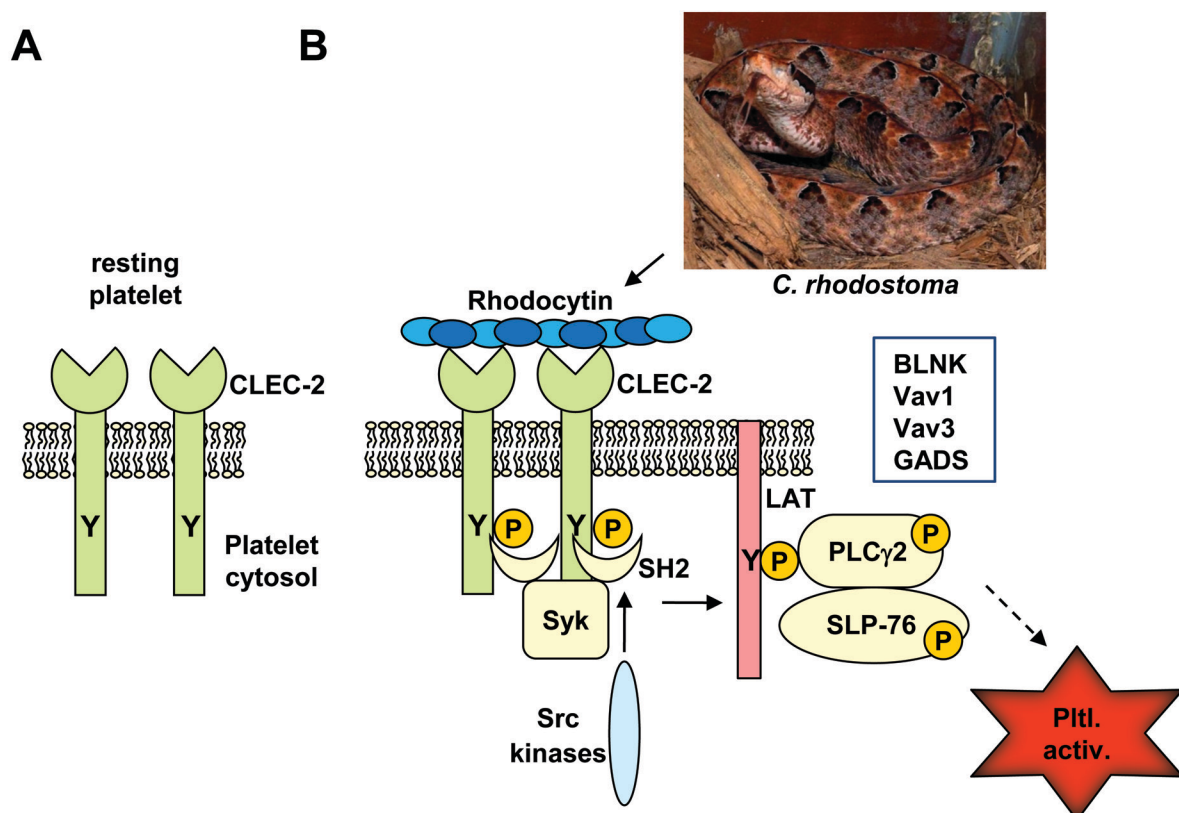 A
B
resting
platelet
CLEC-2
Y
Y
Platelet
cytosol
C. rhodostoma
Rhodocytin
CLEC-2
BLNK
Vav1
Vav3
GADS
LAT
Y
P
Y
P
SH2
Syk
Src
kinases
Y
P
PLCγ2
P
SLP-76
P
Pltl.
activ.